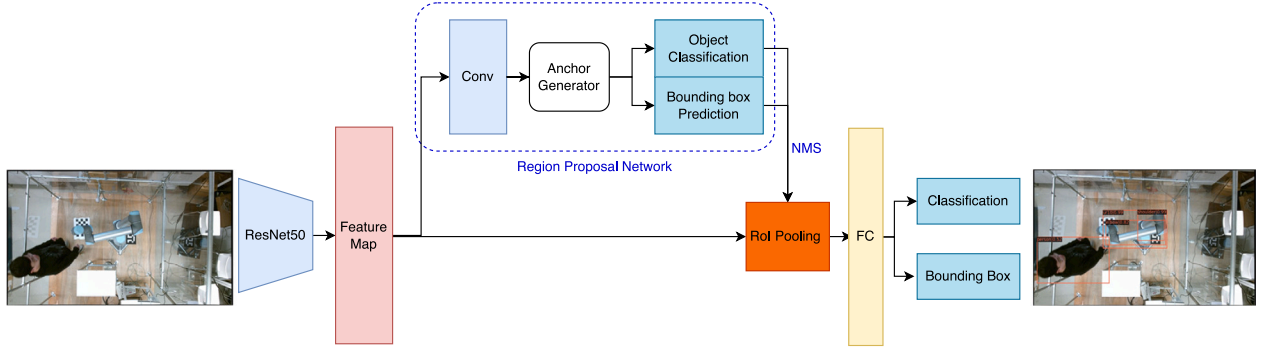 Object
Classification
Conv
Anchor
Generator
Bounding box
Prediction
Region Proposal Network
NMS
ResNet50
Feature
Map
RoI Pooling
FC
Classification
Bounding Box